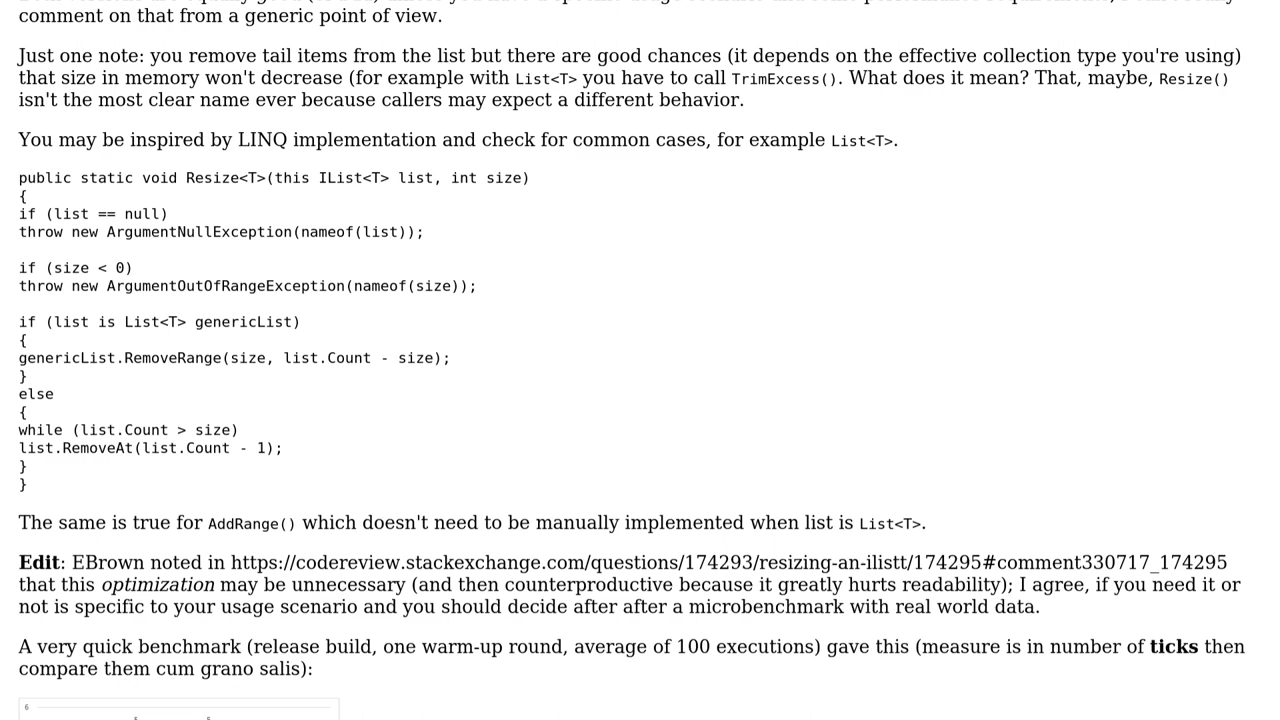 comment on that from a generic point of view.
Just one note: you remove tail items from the list but there are good chances (it depends on the effective collection type you're using)
that size in memory won't decrease (for example with List<T> you have to call TrimExcess(). What does it mean? That, maybe, Resize()
isn't the most clear name ever because callers may expect a different behavior.
You may be inspired by LINQ implementation and check for common cases, for example List<T>.
public static void Resize<T>(this IList<T> list, int size)
{
if (list == null)
throw new ArgumentNullException(nameof(list));
if (size < 0)
throw new ArgumentOutOfRangeException(nameof(size));
if (list is List<T> genericList)
{
genericList.RemoveRange(size, list.Count - size);
}
else
{
while (list.Count > size)
list.RemoveAt(list.Count - 1);
}
}
The same is true for AddRange() which doesn't need to be manually implemented when list is List<T>.
Edit: EBrown noted in https://codereview.stackexchange.com/questions/174293/resizing-an-ilistt/174295#comment330717_174295
that this optimization may be unnecessary (and then counterproductive because it greatly hurts readability); I agree, if you need it or
not is specific to your usage scenario and you should decide after after a microbenchmark with real world data.
A very quick benchmark (release build, one warm-up round, average of 100 executions) gave this (measure is in number of ticks then
compare them cum grano salis):
6